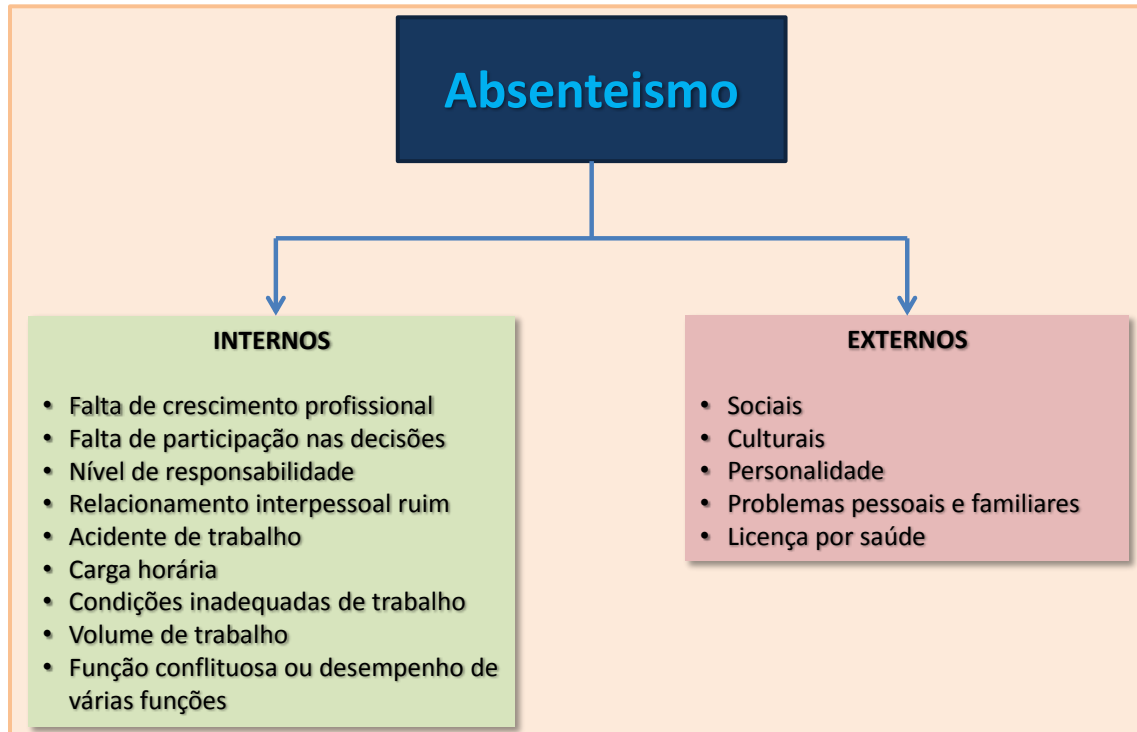 Absenteismo
INTERNOS
• Falta de crescimento profissional
• Falta de participação nas decisões
• Nível de responsabilidade
• Relacionamento interpessoal ruim
• Acidente de trabalho
• Carga horária
• Condições inadequadas de trabalho
• Volume de trabalho
• Função conflituosa ou desempenho de
várias funções
EXTERNOS
• Sociais
• Culturais
• Personalidade
• Problemas pessoais e familiares
• Licença por saúde